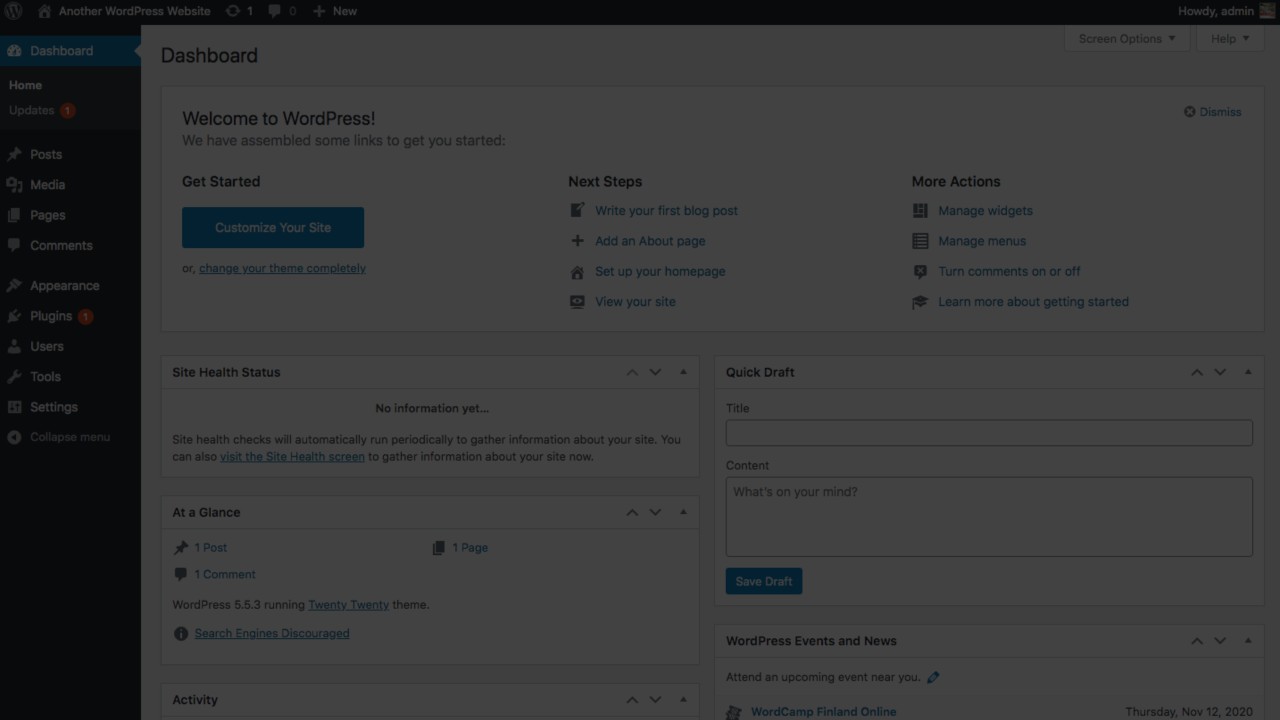 Another WordPress Website 1 0 New Howdy, admin
Dashboard
Screen Options Help
Dashboard
Home
Updates 1
Posts
Media
Pages
Comments
Appearance
Plugins 1
Users
Tools
Settings
Collapse menu
Welcome to WordPress!
Dismiss
We have assembled some links to get you started:
Get Started
Customize Your Site
or, change your theme completely
Next Steps
Write your first blog post
Add an About page
Set up your homepage
View your site
More Actions
Manage widgets
Manage menus
Turn comments on or off
Learn more about getting started
Site Health Status
No information yet...
Site health checks will automatically run periodically to gather information about your site. You
can also visit the Site Health screen to gather information about your site now.
At a Glance
1 Post 1 Page
1 Comment
WordPress 5.5.3 running Twenty Twenty theme.
Search Engines Discouraged
Activity
Quick Draft
Title
Content
What's on your mind?
Save Draft
WordPress Events and News
Attend an upcoming event near you.
WordCamp Finland Online Thursday, Nov 12, 2020